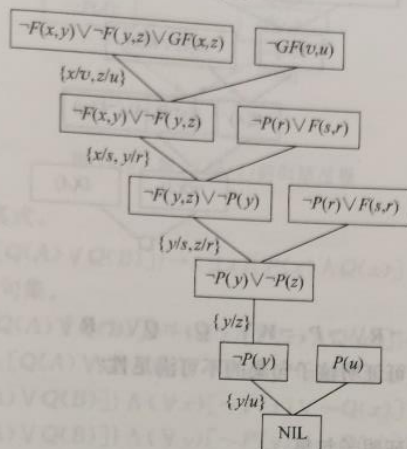 ¬F(x,y)∨¬F(y,z)∨GF(x,z) ¬GF(v,u)
{x/v,z/u}
¬F(x,y)∨¬F(y,z) ¬P(r)∨F(s,r)
{x/s, y/r}
¬F(y,z)∨¬P(y) ¬P(r)∨F(s,r)
{y/s,z/r}
¬P(y)∨¬P(z)
{y/z}
¬P(y) P(u)
{y/u}
NIL